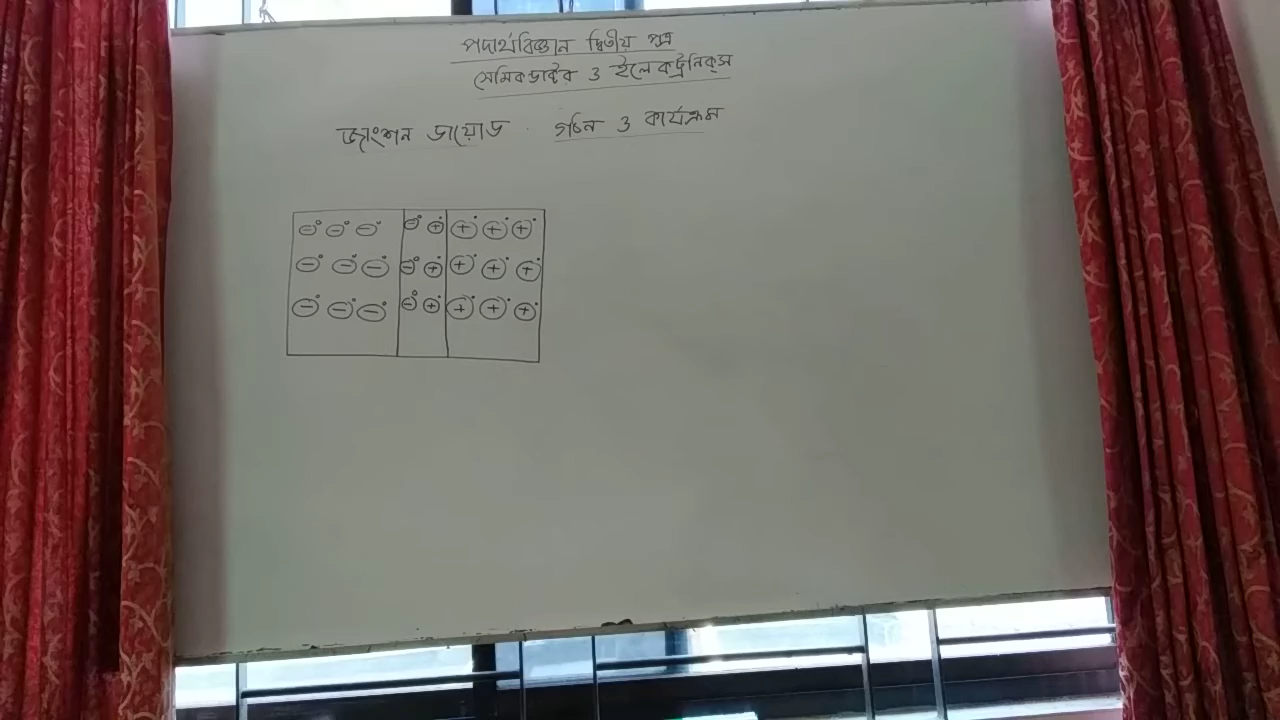 পদার্থবিজ্ঞান দ্বিতীয় পত্র
সেমিকন্ডাক্টর ও ইলেকট্রনিক্স
জাংশন ডায়োড গঠন ও কার্যক্রম
- - - - + + + +
- - - - + + + +
- - - - + + + +